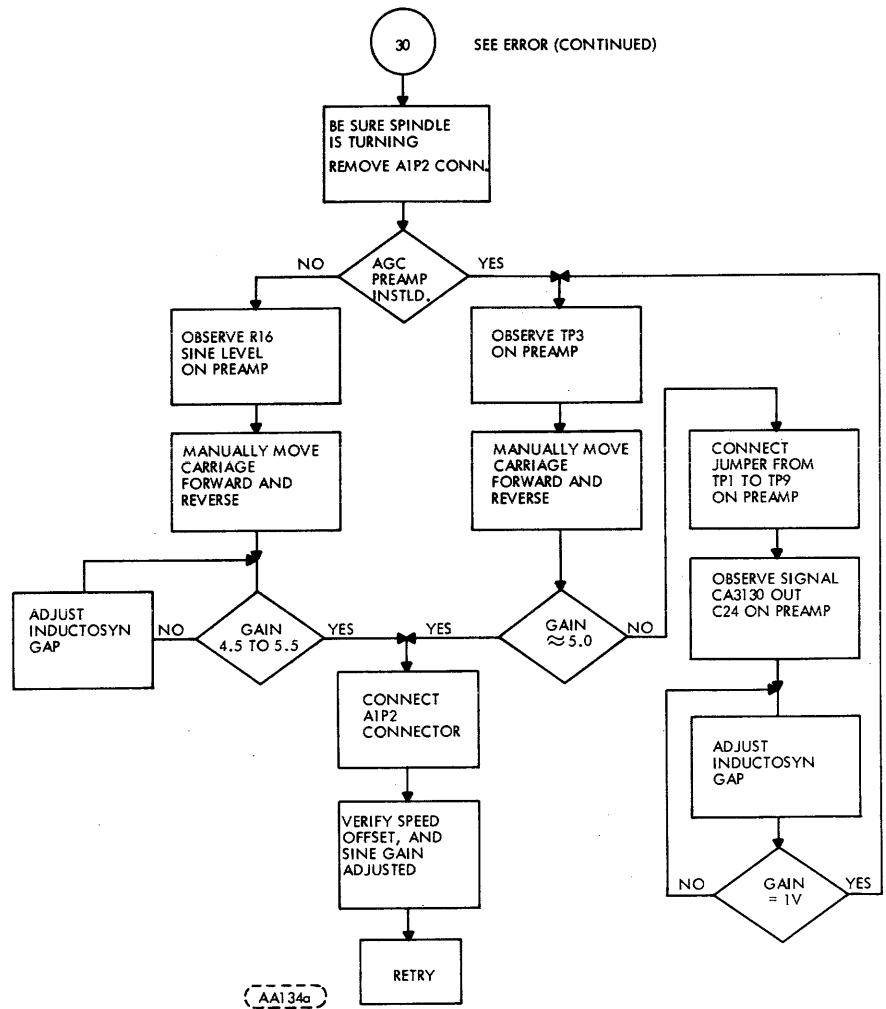 30
SEE ERROR (CONTINUED)
BE SURE SPINDLE
IS TURNING
REMOVE A1P2 CONN.
NO
AGC
PREAMP
INSTLD.
YES
OBSERVE R16
SINE LEVEL
ON PREAMP
OBSERVE TP3
ON PREAMP
MANUALLY MOVE
CARRIAGE
FORWARD AND
REVERSE
MANUALLY MOVE
CARRIAGE
FORWARD AND
REVERSE
CONNECT
JUMPER FROM
TP1 TO TP9
ON PREAMP
OBSERVE SIGNAL
CA3130 OUT
C24 ON PREAMP
ADJUST
INDUCTOSYN
GAP
NO
GAIN
4.5 TO 5.5
YES
YES
GAIN
≈ 5.0
NO
CONNECT
A1P2
CONNECTOR
ADJUST
INDUCTOSYN
GAP
VERIFY SPEED
OFFSET, AND
SINE GAIN
ADJUSTED
NO
GAIN
= 1V
YES
RETRY
AA134a